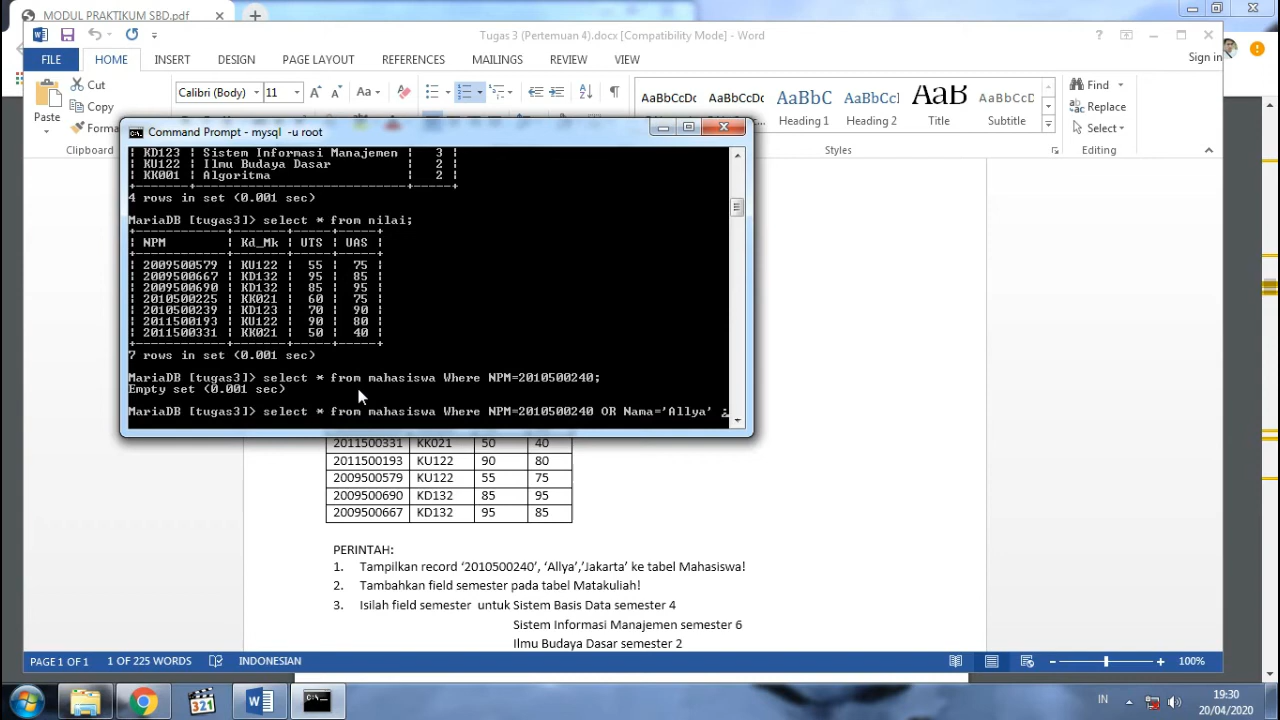 MODUL PRAKTIKUM SBD.pdf
Tugas 3 (Pertemuan 4).docx [Compatibility Mode] - Word
Sign in
FILE HOME INSERT DESIGN PAGE LAYOUT REFERENCES MAILINGS REVIEW VIEW
Paste
Cut
Copy
Forma
Clipboard
Calibri (Body) 11
AaBbCcDc AaBbCcDc AaBbC AaBbCc AaB AaBbCcD
Heading 1 Heading 2 Title Subtitle
Styles
Find
Replace
Select
Editing
Command Prompt - mysql -u root
| KD123 | Sistem Informasi Manajemen | 3 |
| KU122 | Ilmu Budaya Dasar | 2 |
| KK001 | Algoritma | 2 |
4 rows in set (0.001 sec)
MariaDB [tugas3]> select * from nilai;
| NPM | Kd_Mk | UTS | UAS |
| 2009500579 | KU122 | 55 | 75 |
| 2009500667 | KD132 | 95 | 85 |
| 2009500690 | KD132 | 85 | 95 |
| 2010500225 | KK021 | 60 | 75 |
| 2010500239 | KD123 | 70 | 90 |
| 2011500193 | KU122 | 90 | 80 |
| 2011500331 | KK021 | 50 | 40 |
7 rows in set (0.001 sec)
MariaDB [tugas3]> select * from mahasiswa Where NPM=2010500240;
Empty set (0.001 sec)
MariaDB [tugas3]> select * from mahasiswa Where NPM=2010500240 OR Nama='Allya' ;
2011500331 KK021 50 40
2011500193 KU122 90 80
2009500579 KU122 55 75
2009500690 KD132 85 95
2009500667 KD132 95 85
PERINTAH:
1. Tampilkan record ‘2010500240’, ‘Allya’,’Jakarta’ ke tabel Mahasiswa!
2. Tambahkan field semester pada tabel Matakuliah!
3. Isilah field semester untuk Sistem Basis Data semester 4
Sistem Informasi Manajemen semester 6
Ilmu Budaya Dasar semester 2
PAGE 1 OF 1 1 OF 225 WORDS INDONESIAN 100%
IN
19:30
20/04/2020